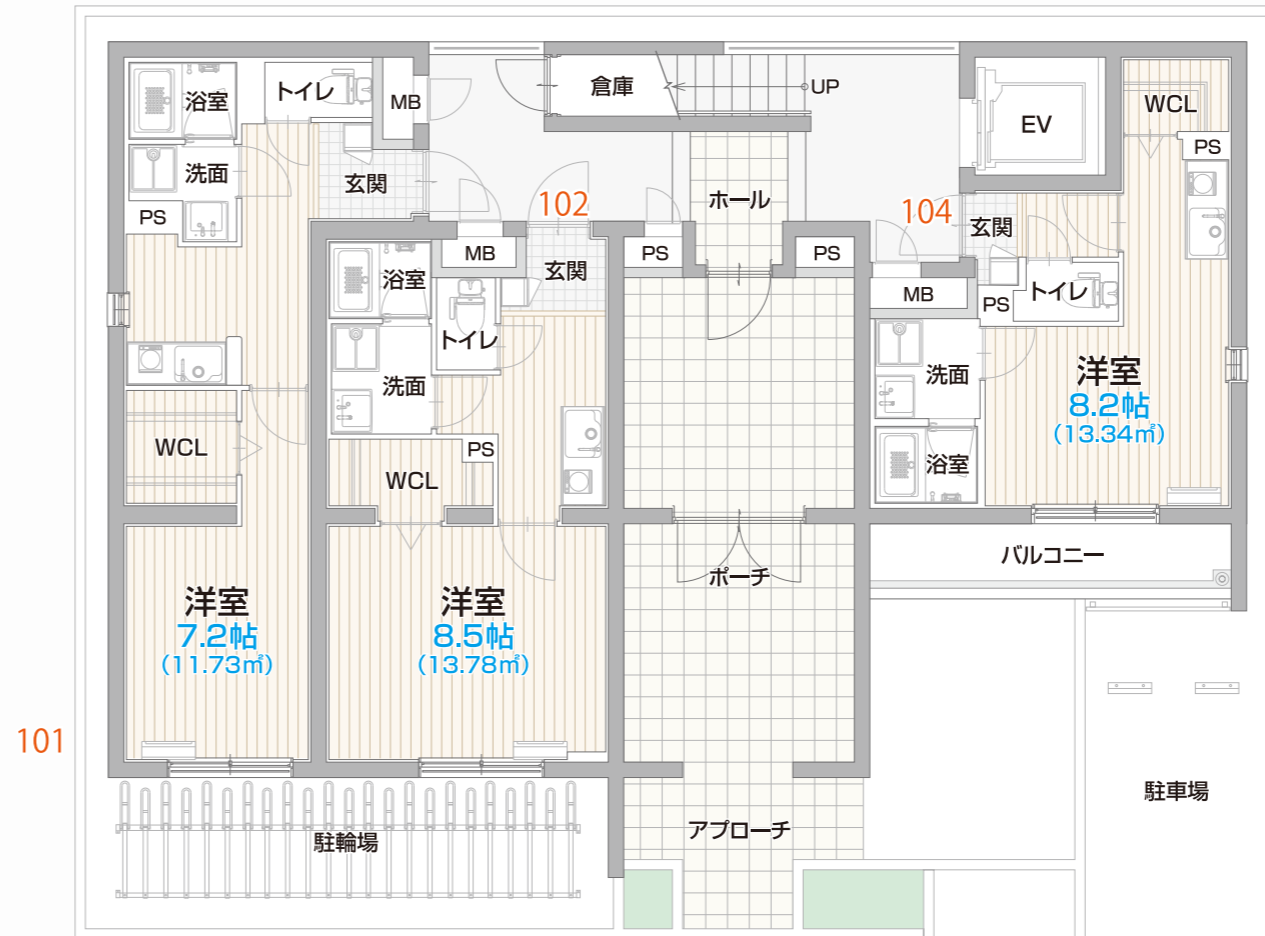 浴室
トイレ
MB
倉庫
UP
EV
WCL
PS
洗面
玄関
PS
102
ホール
104
玄関
MB
玄関
PS
PS
浴室
MB
PS
トイレ
トイレ
洗面
洗面
洋室
8.2帖
(13.34㎡)
WCL
PS
WCL
浴室
バルコニー
ポーチ
洋室
7.2帖
(11.73㎡)
洋室
8.5帖
(13.78㎡)
101
駐車場
アプローチ
駐輪場